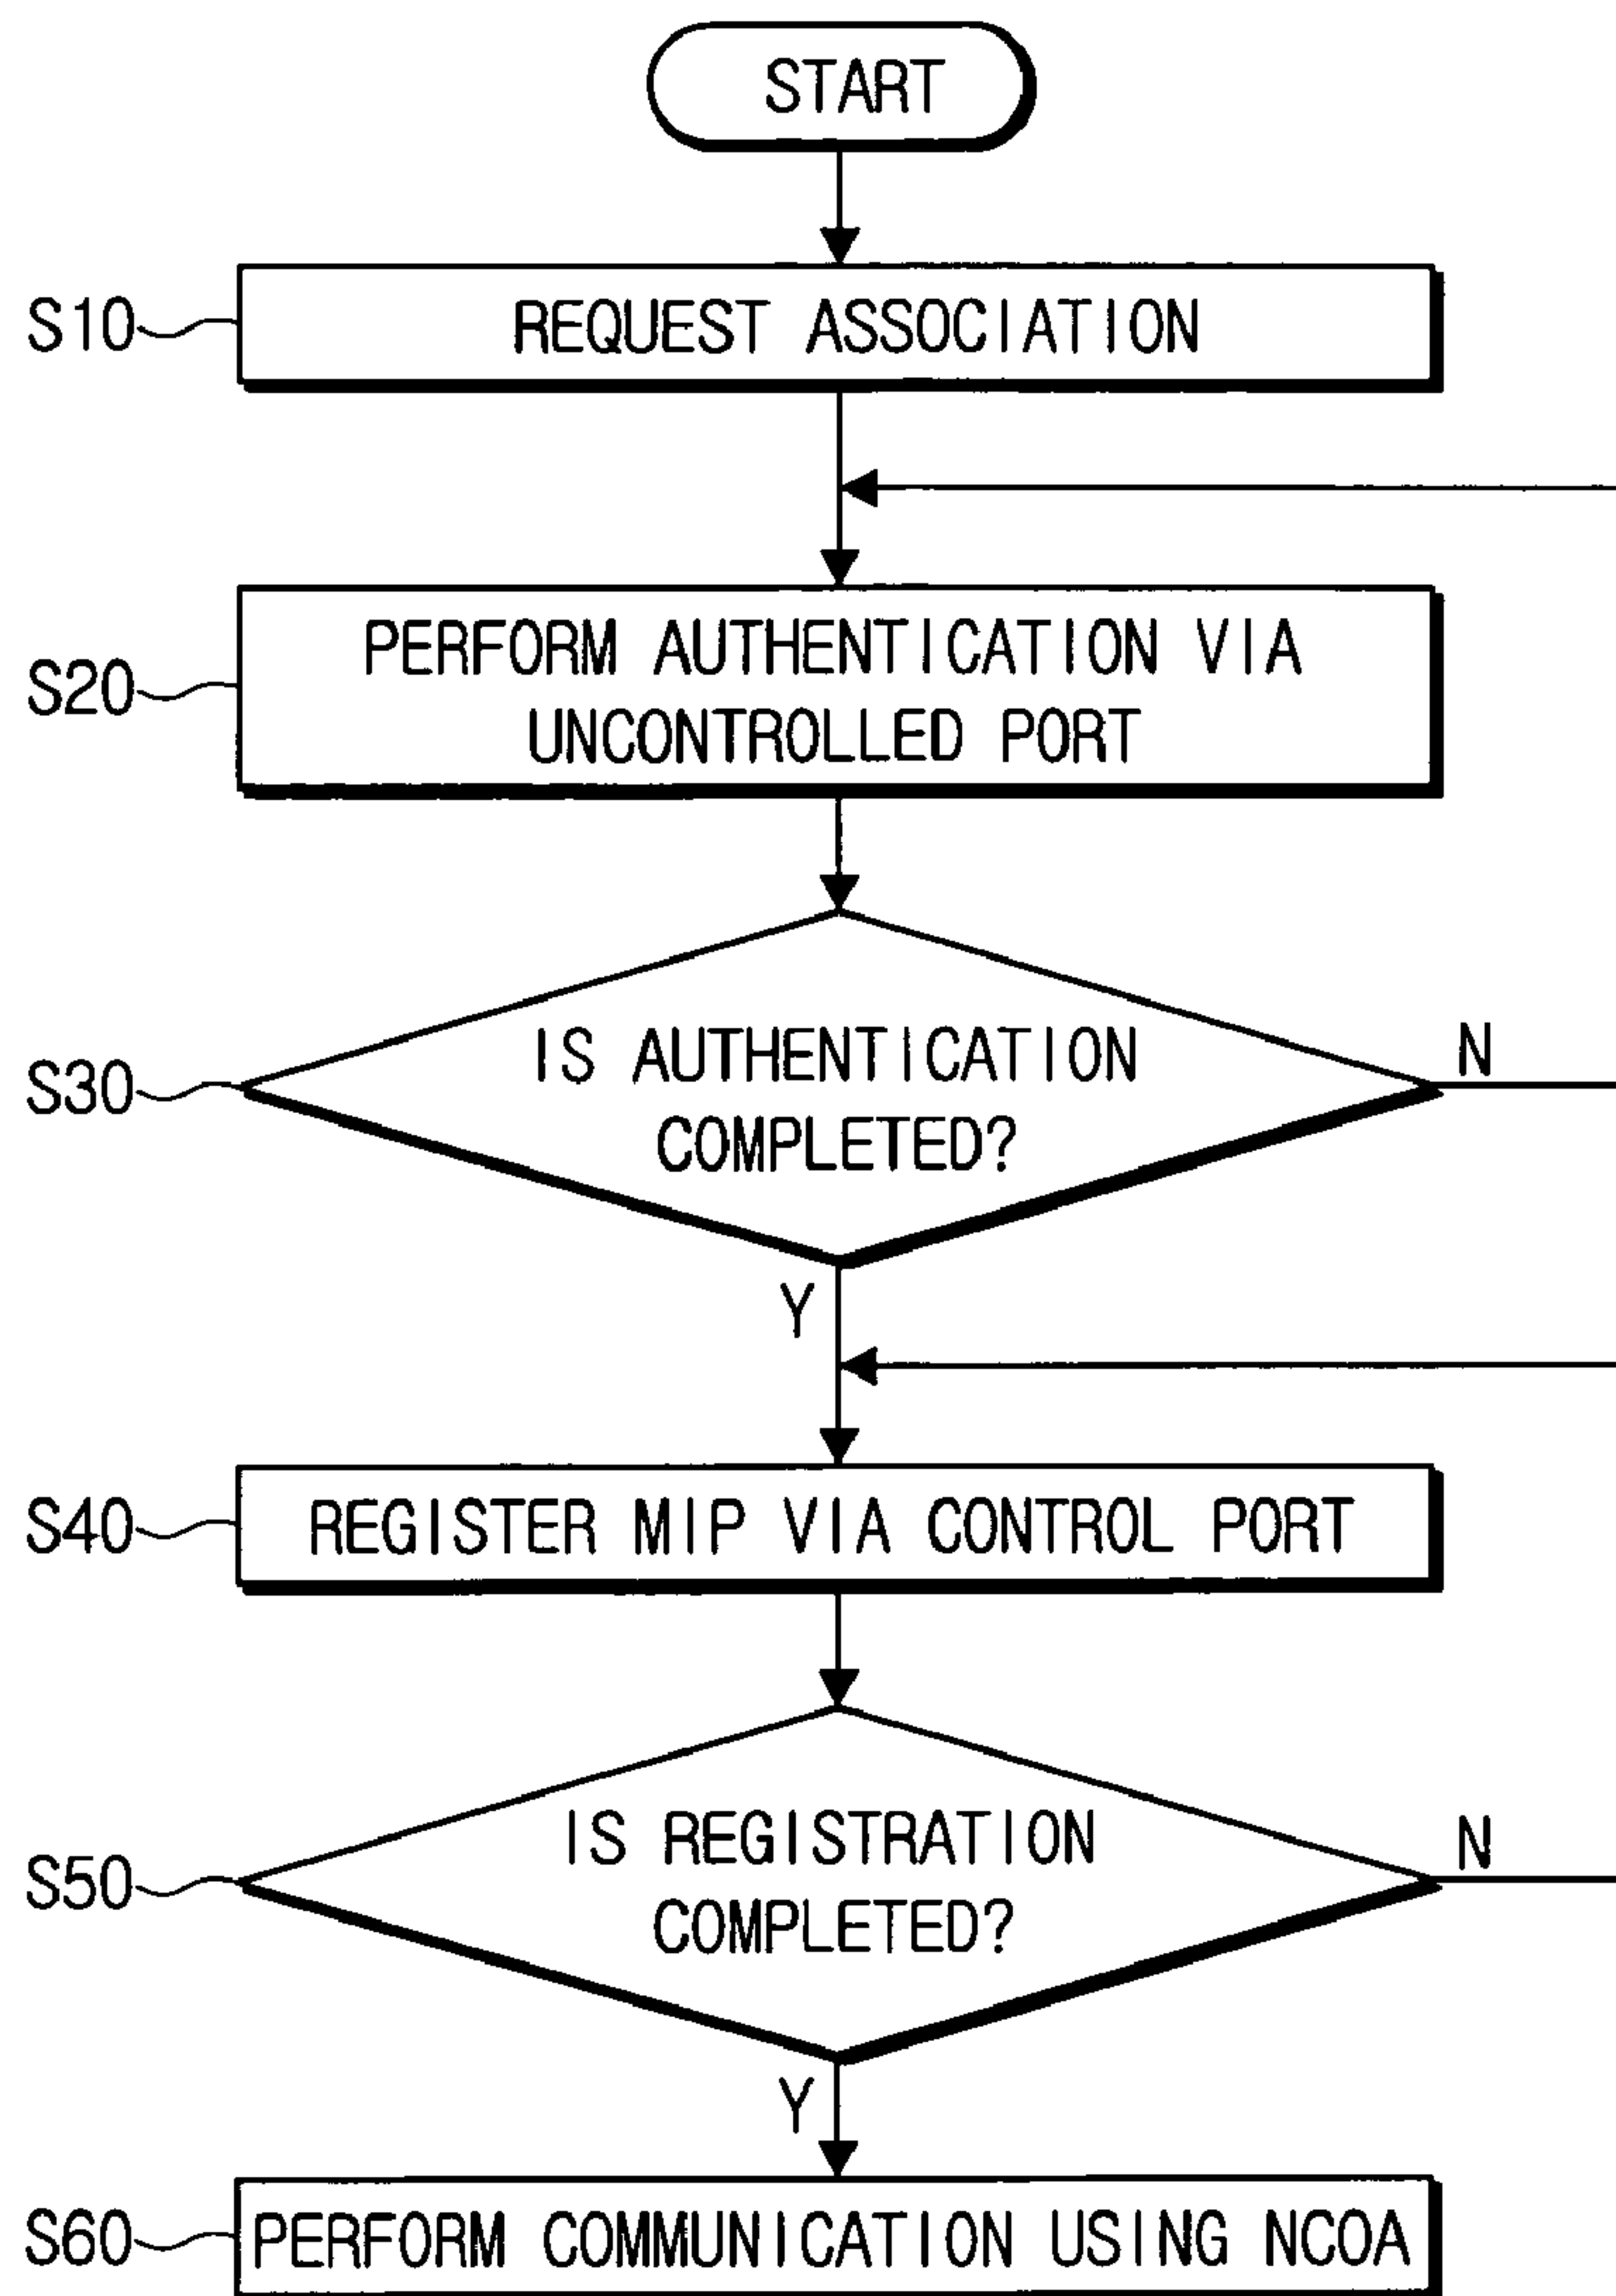 START
S10
REQUEST ASSOCIATION
S20
PERFORM AUTHENTICATION VIA
UNCONTROLLED PORT
S30
IS AUTHENTICATION
COMPLETED?
N
Y
S40
REGISTER MIP VIA CONTROL PORT
S50
IS REGISTRATION
COMPLETED?
N
Y
S60
PERFORM COMMUNICATION USING NCOA